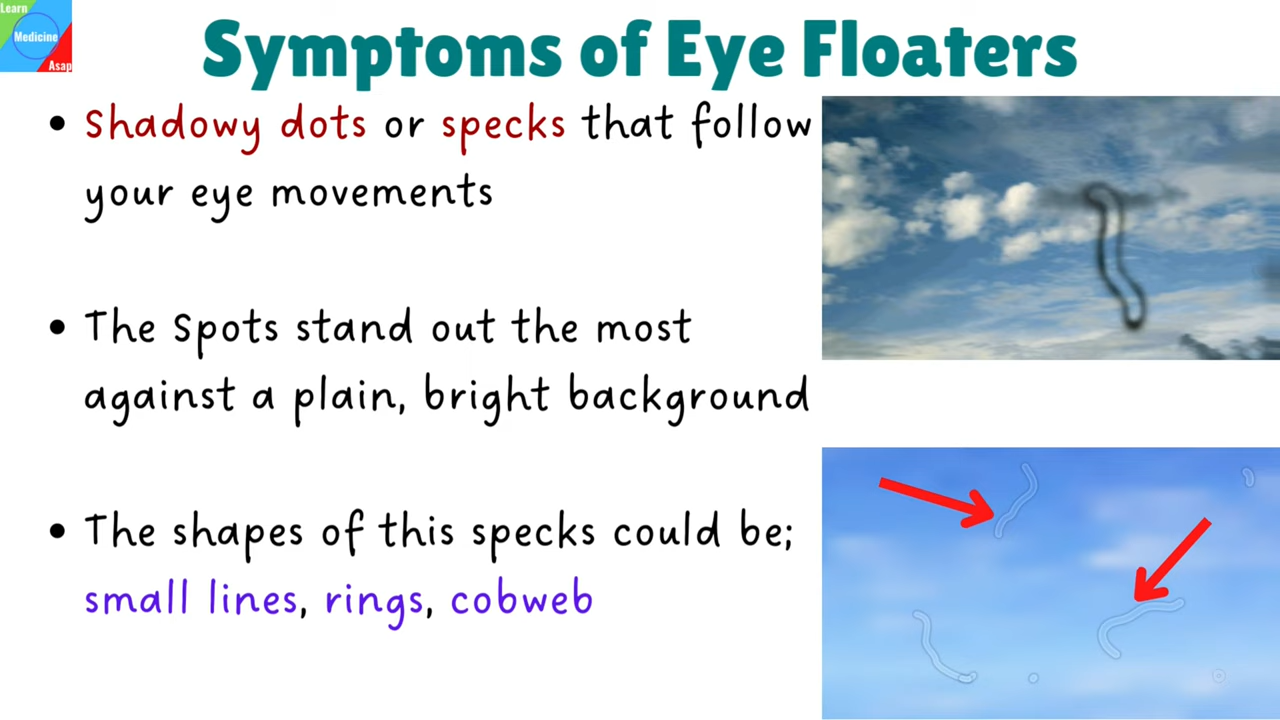 Learn
Medicine
Asap
Symptoms of Eye Floaters
• Shadowy dots or specks that follow
your eye movements
• The Spots stand out the most
against a plain, bright background
• The shapes of this specks could be;
small lines, rings, cobweb